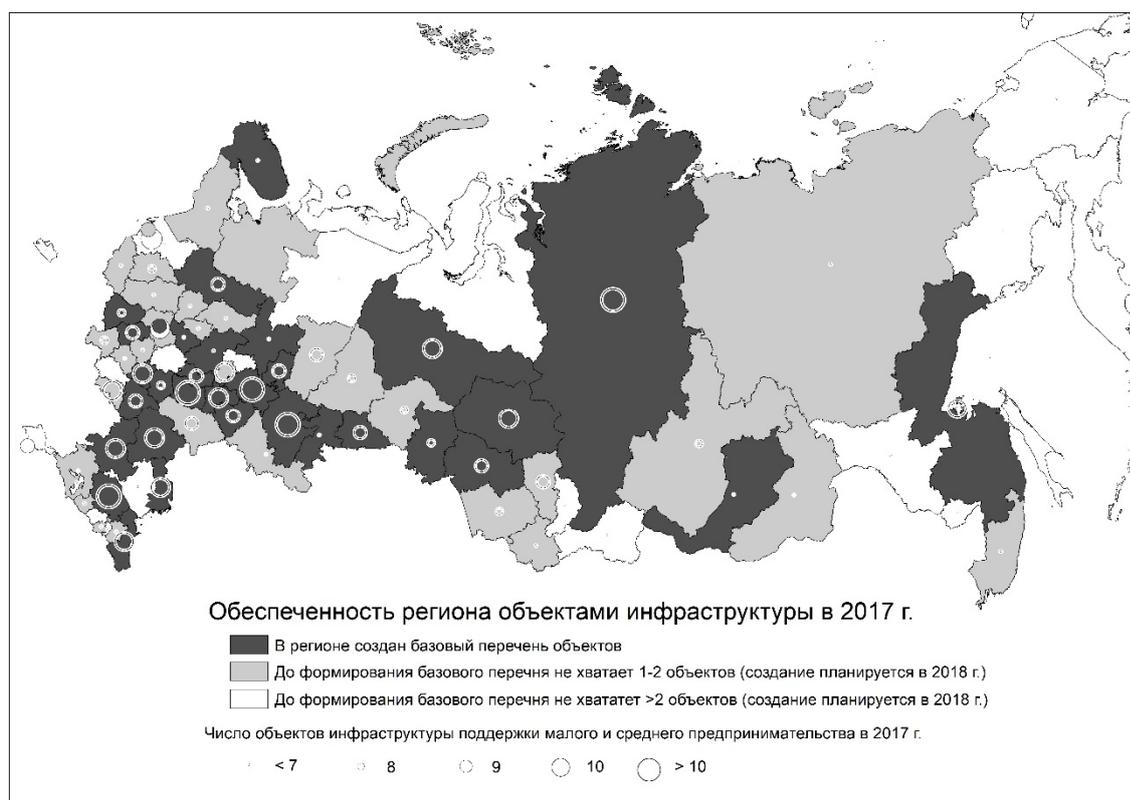 Обеспеченность региона объектами инфраструктуры в 2017 г.
В регионе создан базовый перечень объектов
До формирования базового перечня не хватает 1-2 объектов (создание планируется в 2018 г.)
До формирования базового перечня не хвататет >2 объектов (создание планируется в 2018 г.)
Число объектов инфраструктуры поддержки малого и среднего предпринимательства в 2017 г.
< 7 8 9 10 > 10